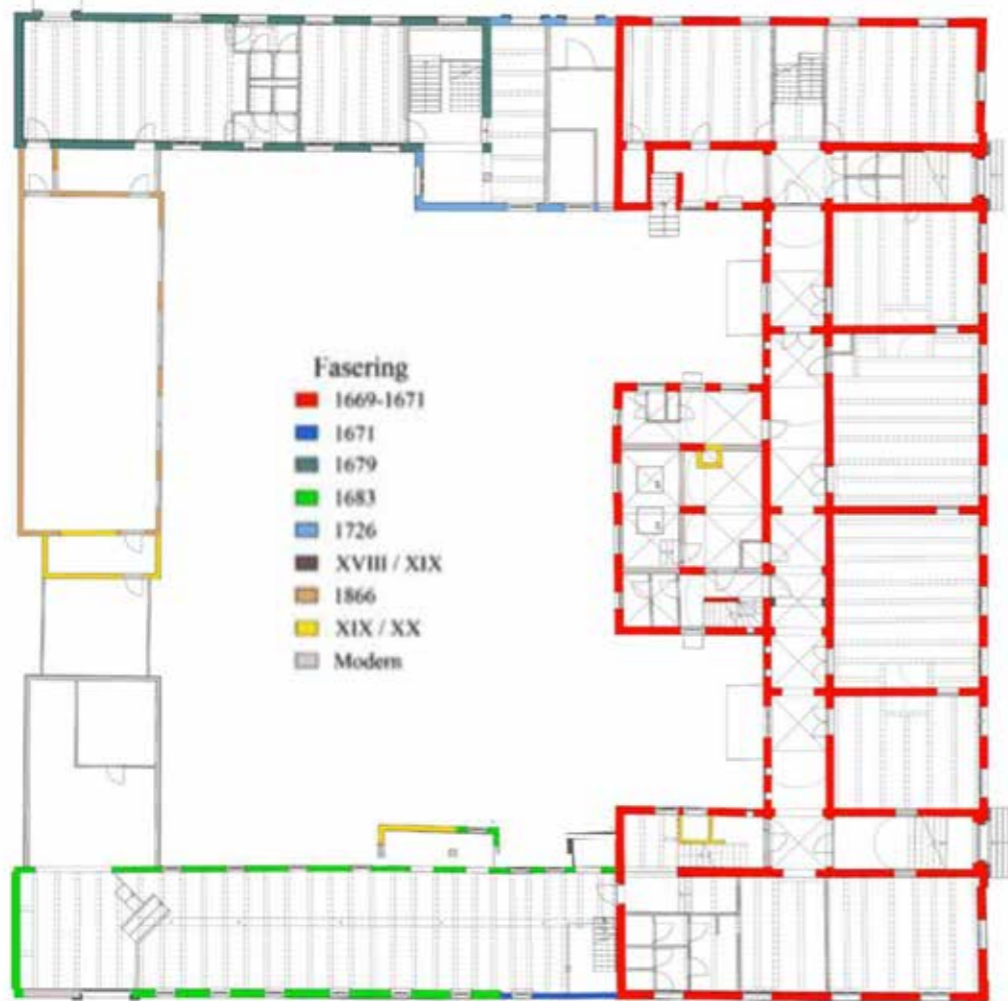 Fasering
1669-1671
1671
1679
1683
1726
XVIII / XIX
1866
XIX / XX
Modern